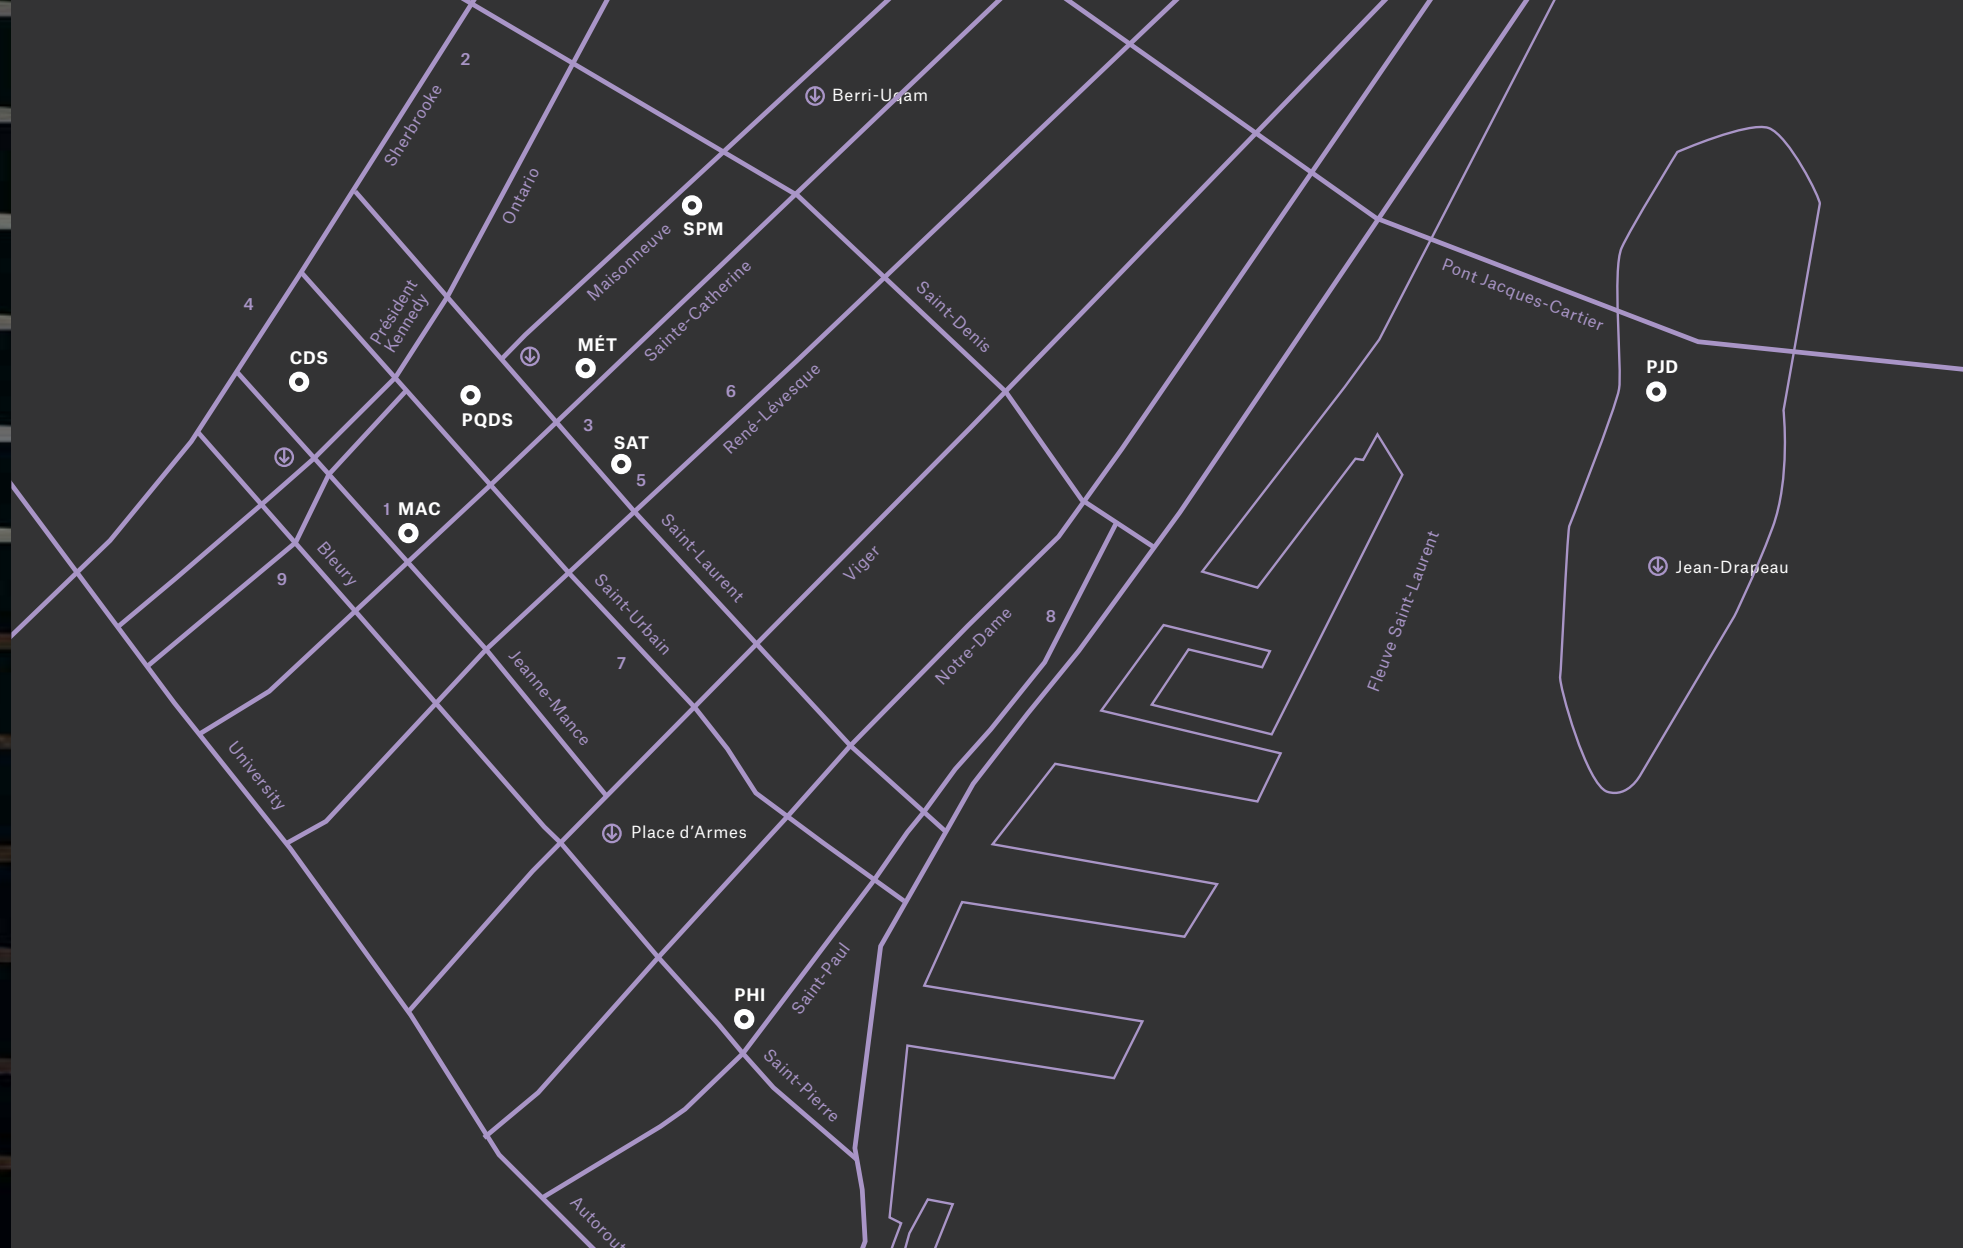 2
Berri-Uqam
Sherbrooke
Ontario
SPM
Maisonneuve
Sainte-Catherine
Saint-Denis
Pont Jacques-Cartier
4
Président
Kennedy
CDS
MÉT
PJD
PQDS
6
René-Lévesque
3
SAT
5
1
MAC
Bleury
Saint-Laurent
Viger
Jean-Drapeau
9
Saint-Urbain
Notre-Dame
8
Fleuve Saint-Laurent
7
Jeanne-Mance
University
Place d'Armes
Saint-Paul
PHI
Saint-Pierre
Autorout